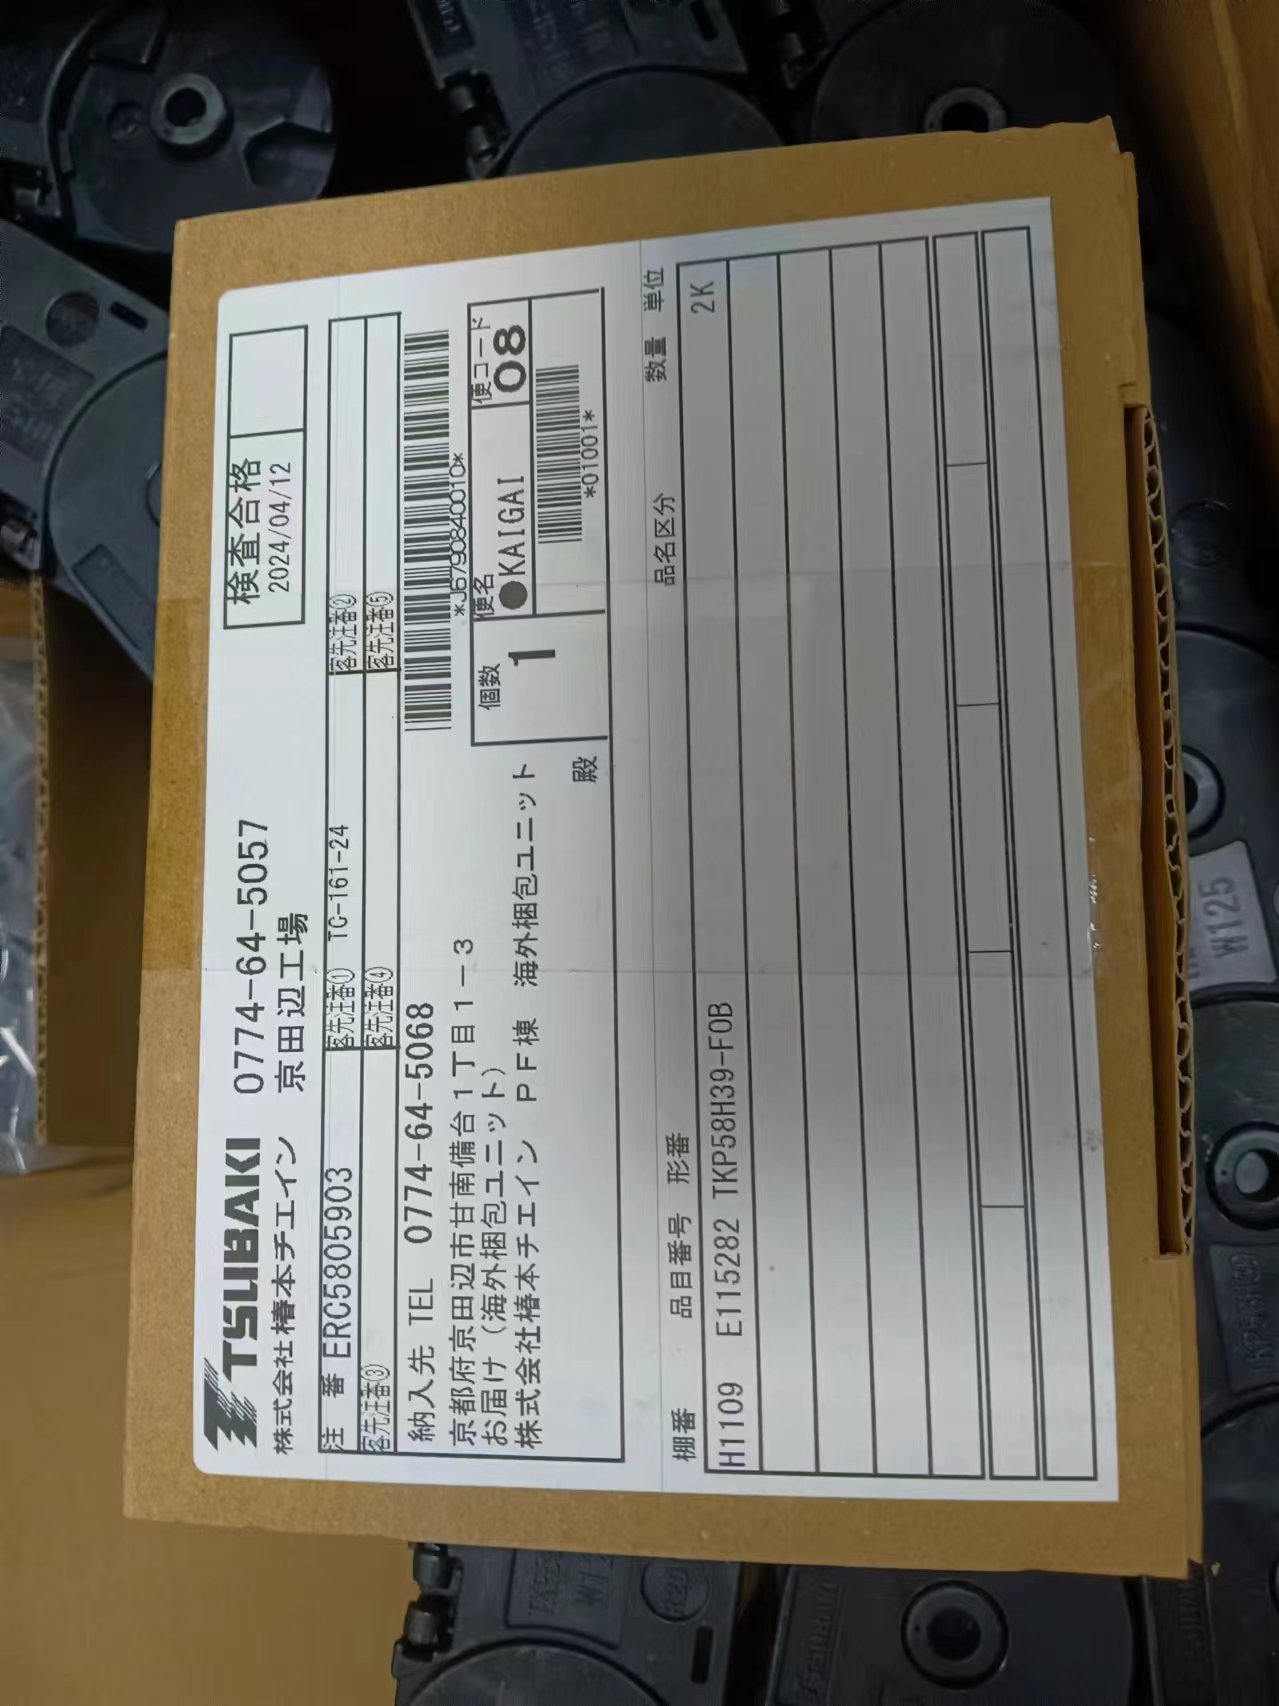 TSUBAKI 0774-64-5057
株式会社椿本チエイン 京田辺工場
検査合格
2024/04/12
注 番 ERC5805903
客先注番① TC-161-24
客先注番②
客先注番③
客先注番④
客先注番⑤
納入先 TEL 0774-64-5068
京都府京田辺市甘南備台1丁目1-3
お届け(海外梱包ユニット)
株式会社椿本チエイン PF棟 海外梱包ユニット
殿
*J6790840010*
個数
1
便名
●KAIGAI
便コード
08
*01001*
棚番 品目番号 形番 品名区分 数量 単位
H1109 E115282 TKP58H39-FOB 2K
W125
TKP58H39